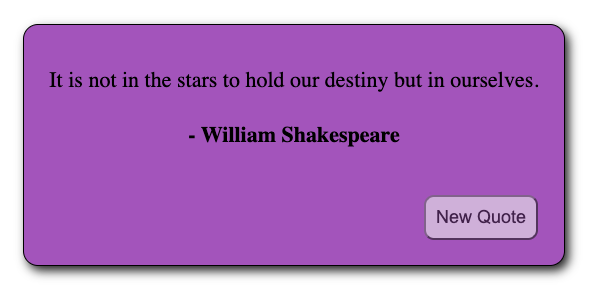 It is not in the stars to hold our destiny but in ourselves.
- William Shakespeare
New Quote